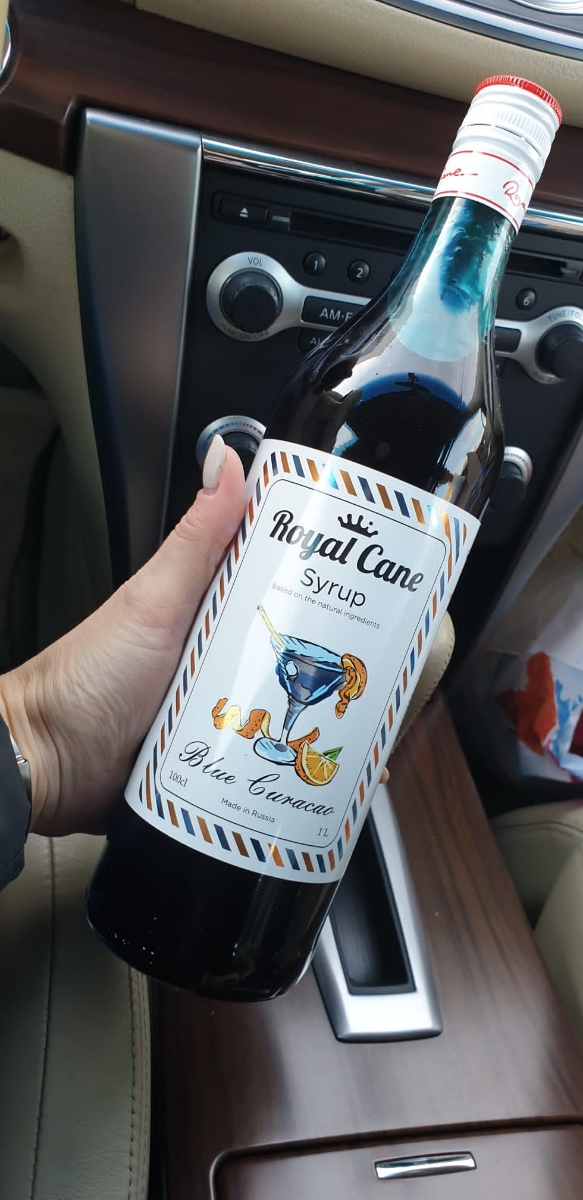 VOL
1
2
6
AM·F
Royal Cane
Syrup
based on the natural ingredients
Blue Curacao
100cl
Made in Russia
1L